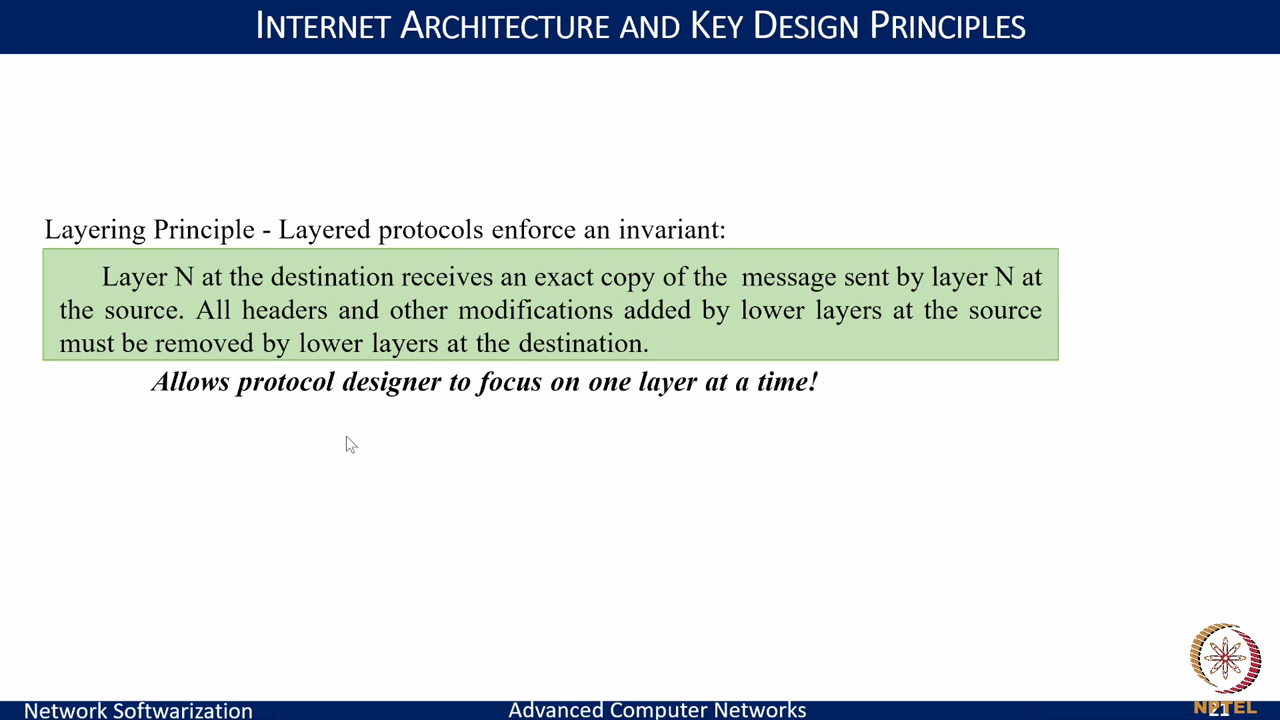 INTERNET ARCHITECTURE AND KEY DESIGN PRINCIPLES
Layering Principle - Layered protocols enforce an invariant:
Layer N at the destination receives an exact copy of the message sent by layer N at
the source. All headers and other modifications added by lower layers at the source
must be removed by lower layers at the destination.
Allows protocol designer to focus on one layer at a time!
Network Softwarization
Advanced Computer Networks
NPTEL
21